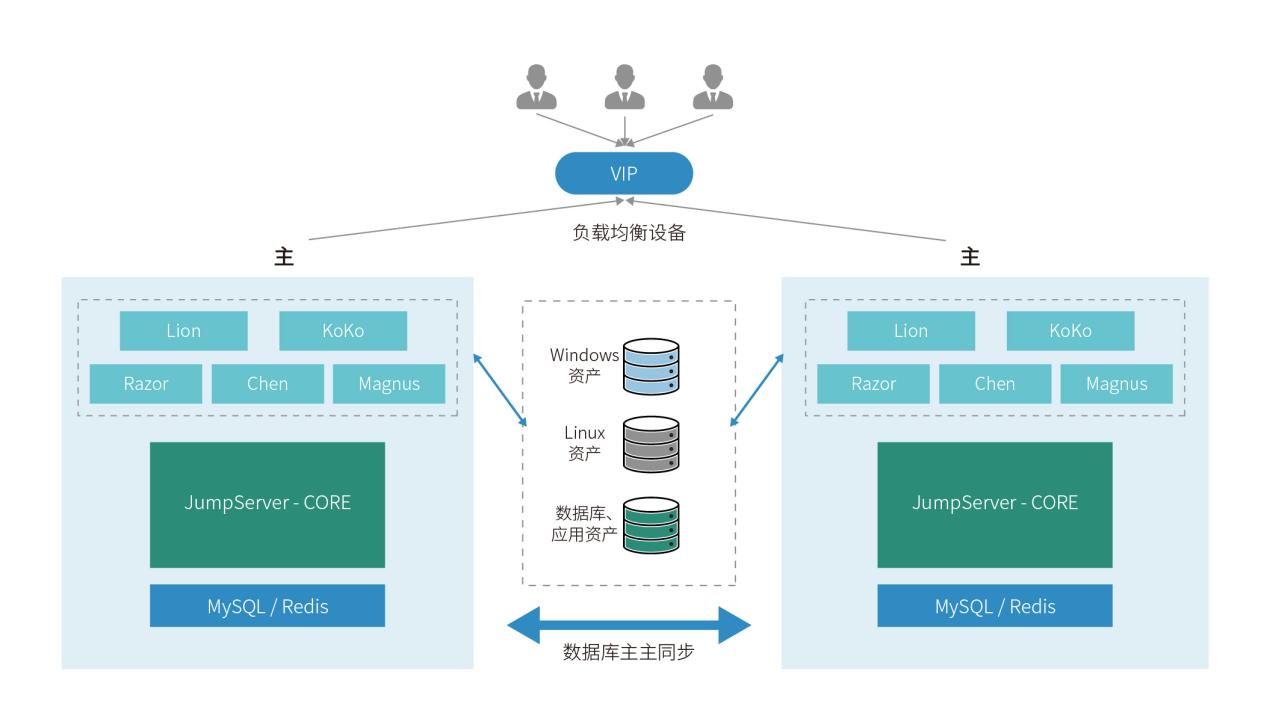 VIP
负载均衡设备
主
主
Lion
KoKo
Razor
Chen
Magnus
JumpServer - CORE
MySQL / Redis
Windows
资产
Linux
资产
数据库、
应用资产
数据库主主同步
Lion
KoKo
Razor
Chen
Magnus
JumpServer - CORE
MySQL / Redis